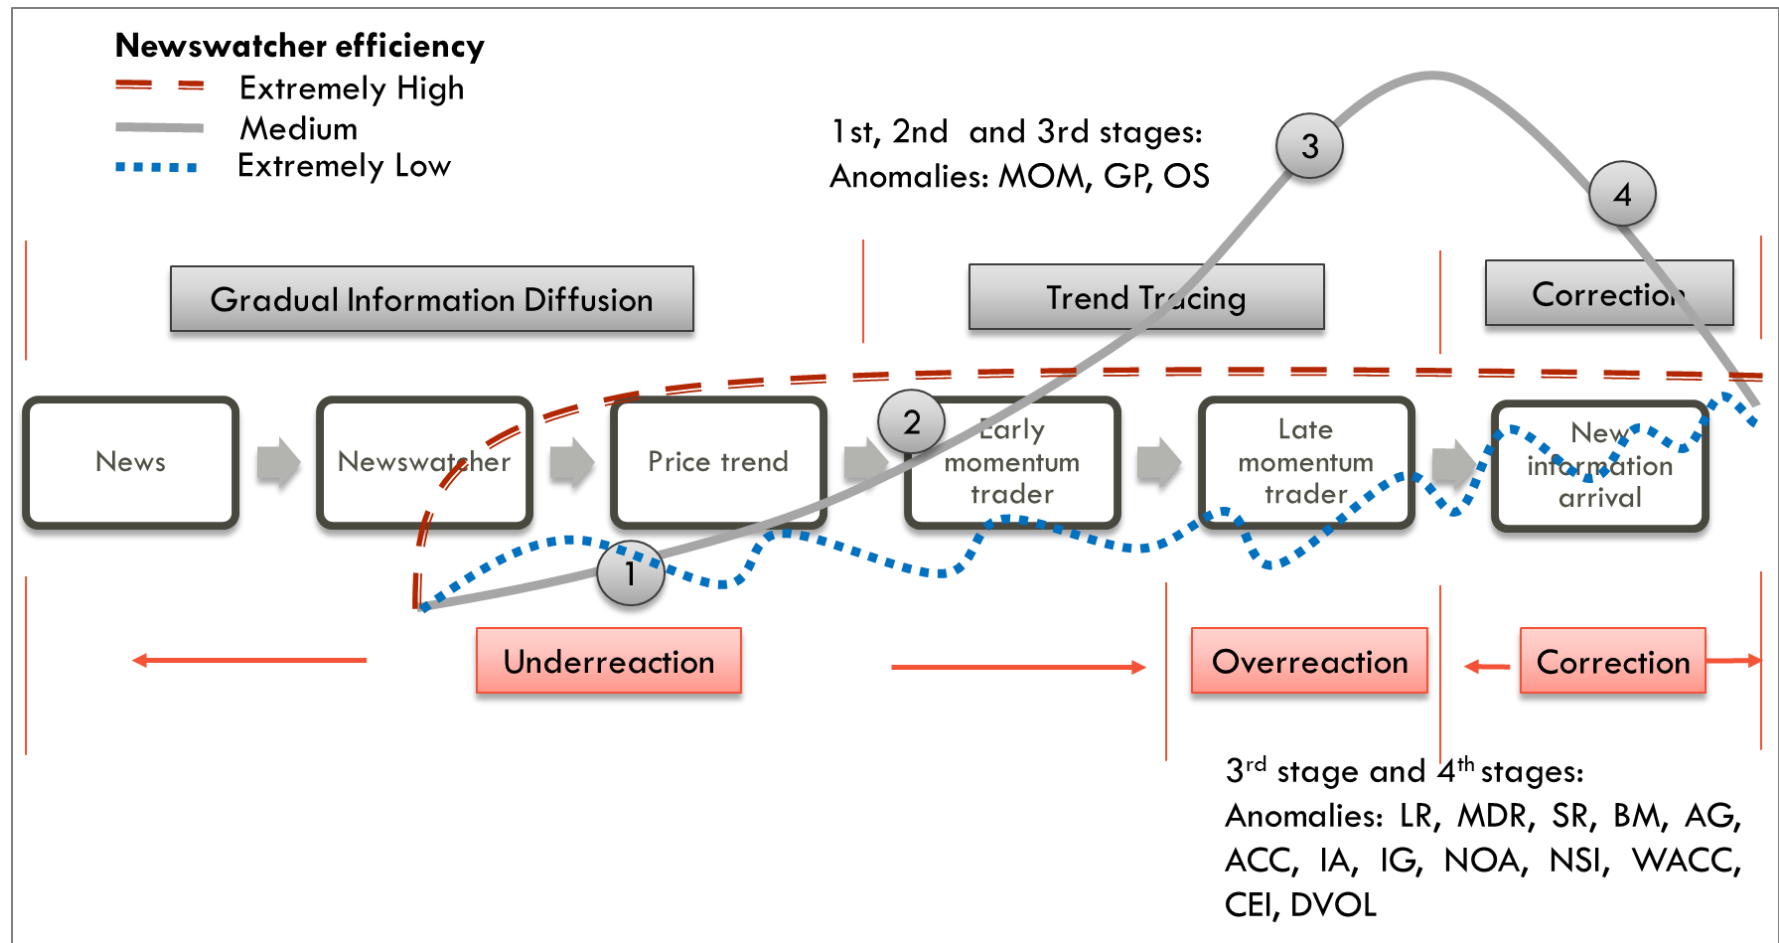 Newswatcher efficiency
Extremely High
Medium
Extremely Low
1st, 2nd and 3rd stages:
Anomalies: MOM, GP, OS
3
4
Gradual Information Diffusion
Trend Tracing
Correction
News
Newswatcher
Price trend
2
Early
momentum
trader
Late
momentum
trader
New
information
arrival
1
Underreaction
Overreaction
Correction
3rd stage and 4th stages:
Anomalies: LR, MDR, SR, BM, AG,
ACC, IA, IG, NOA, NSI, WACC,
CEI, DVOL